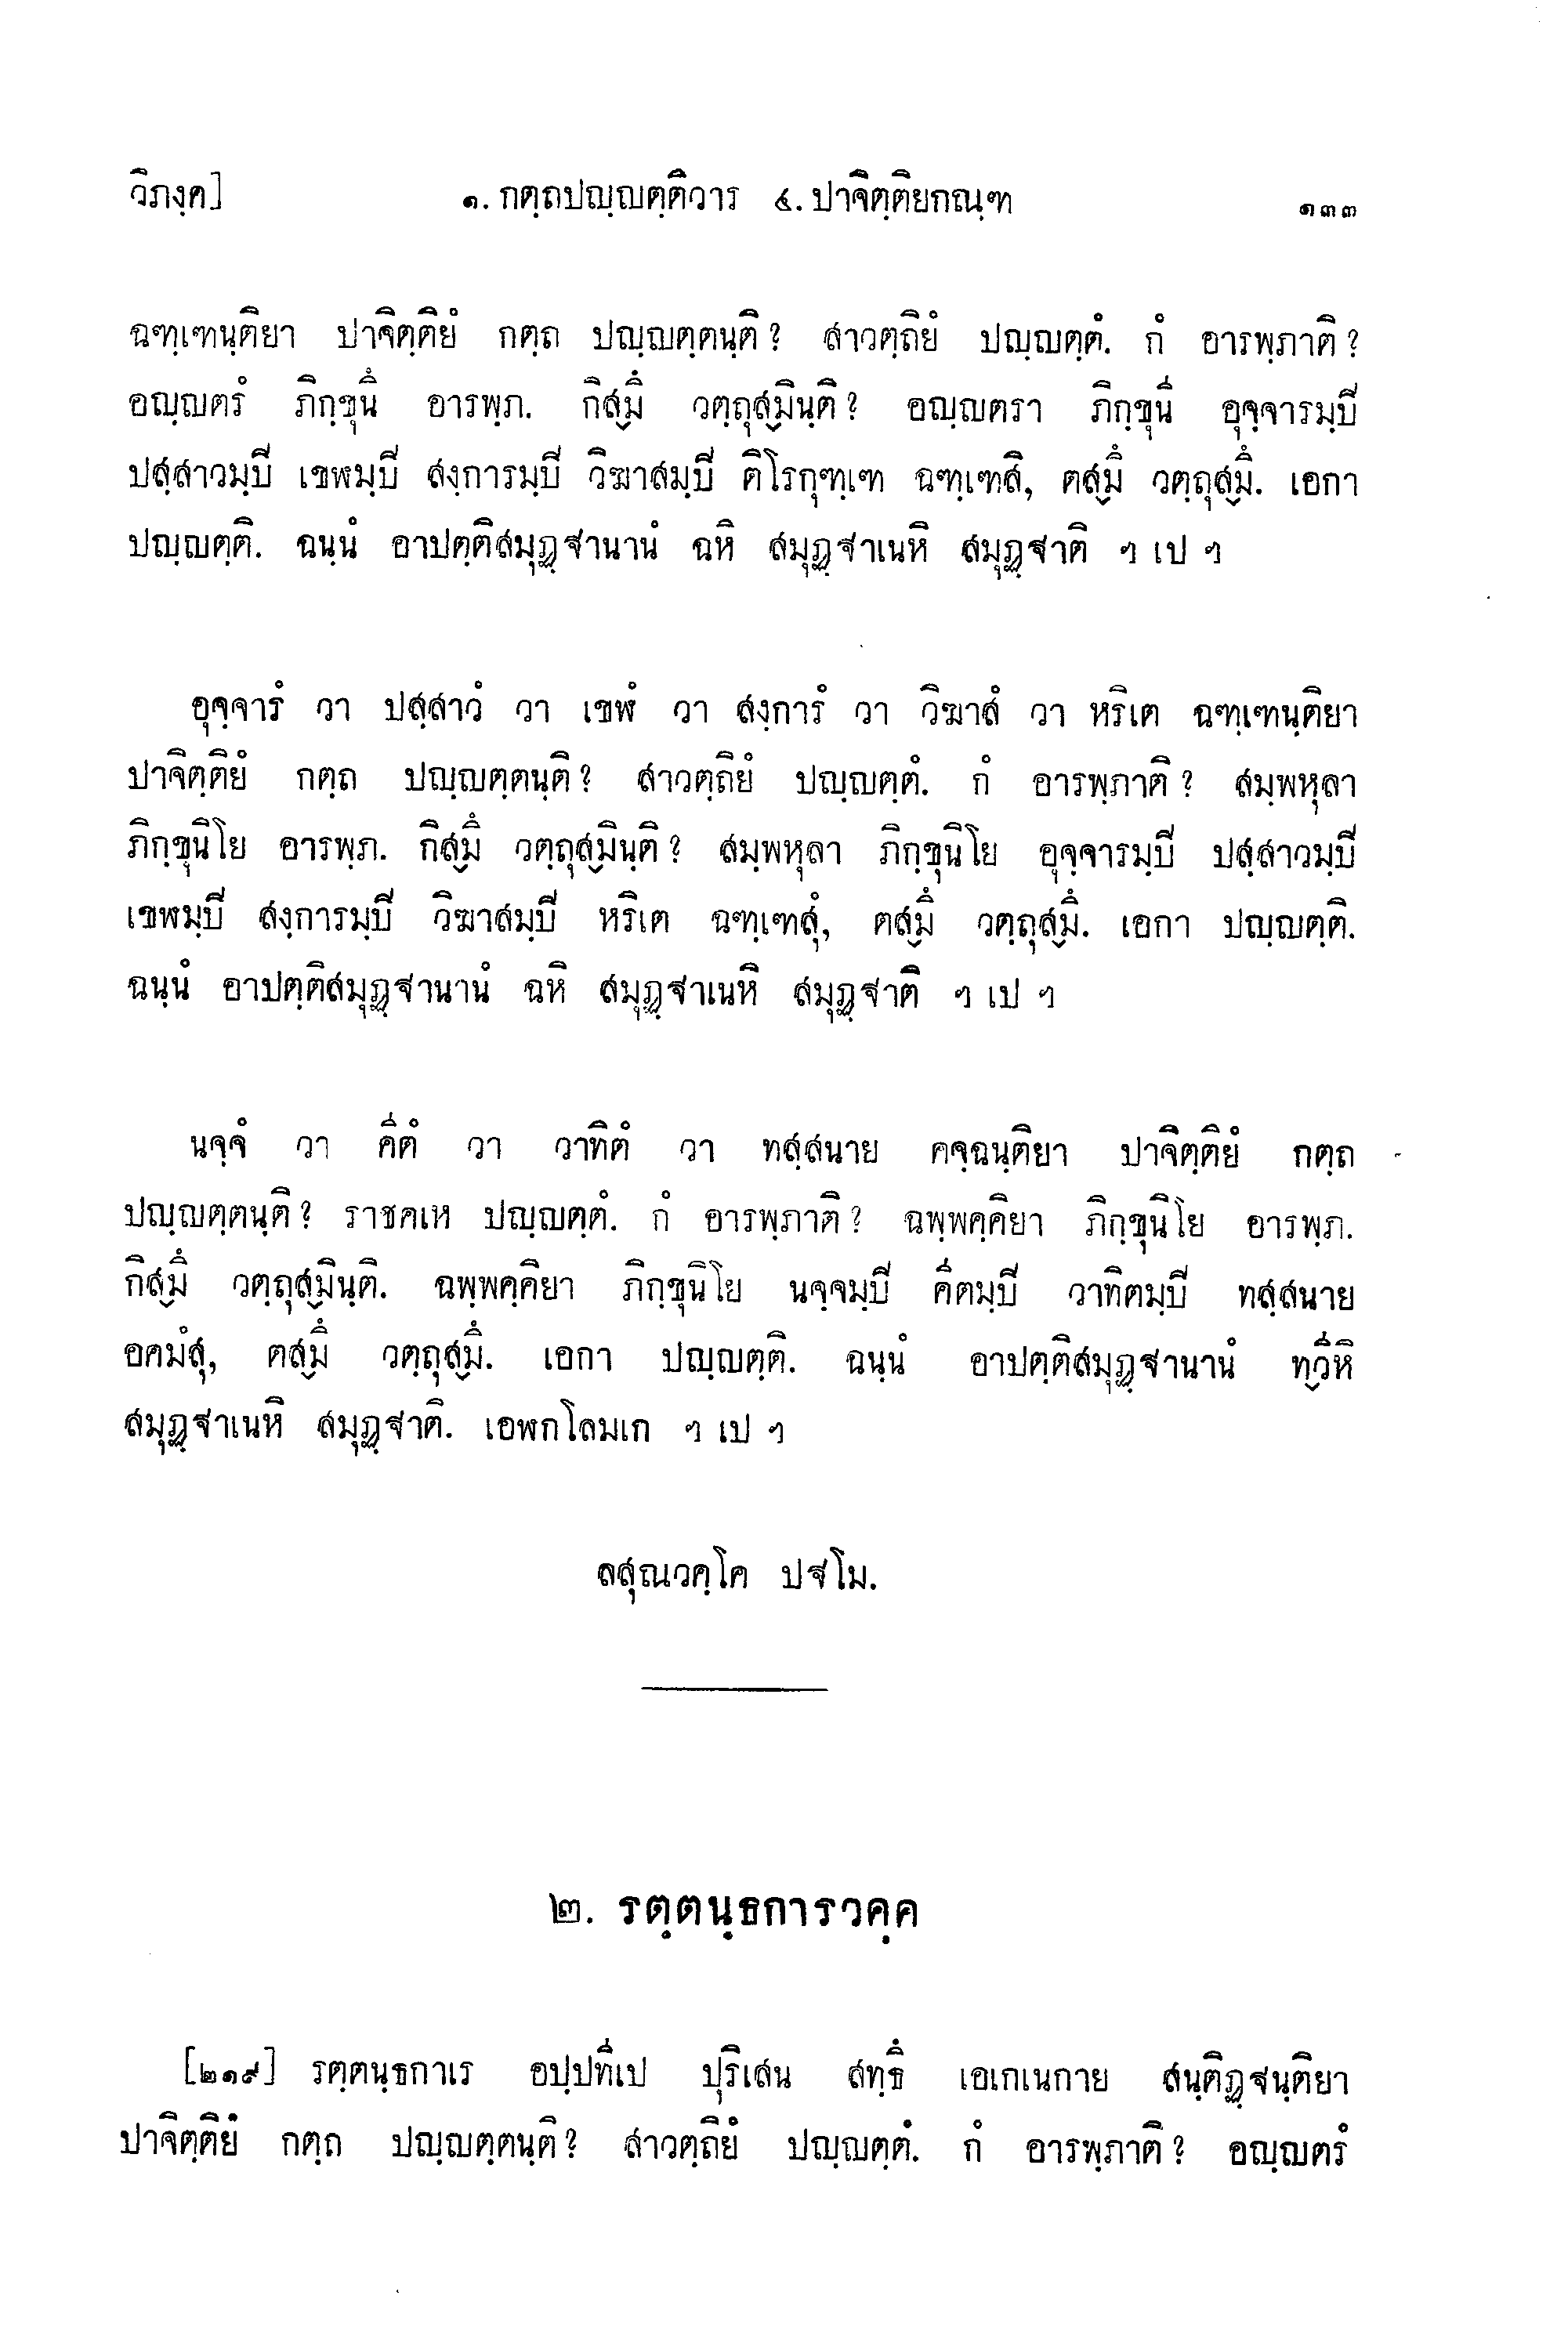 วิภงฺค]	๑. กตฺถปญฺญตฺติวาร ๔. ปาจิตฺติยกณฺฑ	๑๓๓
ฉฑฺเฑนฺติยา ปาจิตฺติยํ กตฺถ ปญฺญตฺตนฺติ? สาวตฺถิยํ ปญฺญตฺตํ. กํ อารพฺภาติ?
อญฺญตรํ ภิกฺขุนึ อารพฺภ. กิสฺมึ วตฺถุสฺมินฺติ? อญฺญตรา ภิกฺขุนี อุจฺจารมฺปี
ปสฺสาวมฺปี เขฬมฺปี สงฺการมฺปี วิฆาสมฺปี ติโรกุฑฺเฑ ฉฑฺเฑสิ, ตสฺมึ วตฺถุสฺมึ. เอกา
ปญฺญตฺติ. ฉนฺนํ อาปตฺติสมุฏฺฐานานํ ฉหิ สมุฏฺฐาเนหิ สมุฏฺฐาติ ฯ เป ฯ
อุจฺจารํ วา ปสฺสาวํ วา เขฬํ วา สงฺการํ วา วิฆาสํ วา หริเต ฉฑฺเฑนฺติยา
ปาจิตฺติยํ กตฺถ ปญฺญตฺตนฺติ? สาวตฺถิยํ ปญฺญตฺตํ. กํ อารพฺภาติ? สมฺพหุลา
ภิกฺขุนิโย อารพฺภ. กิสฺมึ วตฺถุสฺมินฺติ? สมฺพหุลา ภิกฺขุนิโย อุจฺจารมฺปี ปสฺสาวมฺปี
เขฬมฺปี สงฺการมฺปี วิฆาสมฺปี หริเต ฉฑฺเฑสุํ, ตสฺมึ วตฺถุสฺมึ. เอกา ปญฺญตฺติ.
ฉนฺนํ อาปตฺติสมุฏฺฐานานํ ฉหิ สมุฏฺฐาเนหิ สมุฏฺฐาติ ฯ เป ฯ
นจฺจํ วา คีตํ วา วาทิตํ วา ทสฺสนาย คจฺฉนฺติยา ปาจิตฺติยํ กตฺถ
ปญฺญตฺตนฺติ? ราชคเห ปญฺญตฺตํ. กํ อารพฺภาติ? ฉพฺพคฺคิยา ภิกฺขุนิโย อารพฺภ.
กิสฺมึ วตฺถุสฺมินฺติ. ฉพฺพคฺคิยา ภิกฺขุนิโย นจฺจมฺปี คีตมฺปี วาทิตมฺปี ทสฺสนาย
อคมํสุ, ตสฺมึ วตฺถุสฺมึ. เอกา ปญฺญตฺติ. ฉนฺนํ อาปตฺติสมุฏฺฐานานํ ทฺวีหิ
สมุฏฺฐาเนหิ สมุฏฺฐาติ. เอฬกโลมเก ฯ เป ฯ
ลสุณวคฺโค ปฐโม.
๒. รตฺตนฺธการวคฺค
[๒๑๙] รตฺตนฺธกาเร อปฺปทีเป ปุริเสน สทฺธึ เอเกเนกาย สนฺติฏฺฐนฺติยา
ปาจิตฺติยํ กตฺถ ปญฺญตฺตนฺติ? สาวตฺถิยํ ปญฺญตฺตํ. กํ อารพฺภาติ? อญฺญตรํ